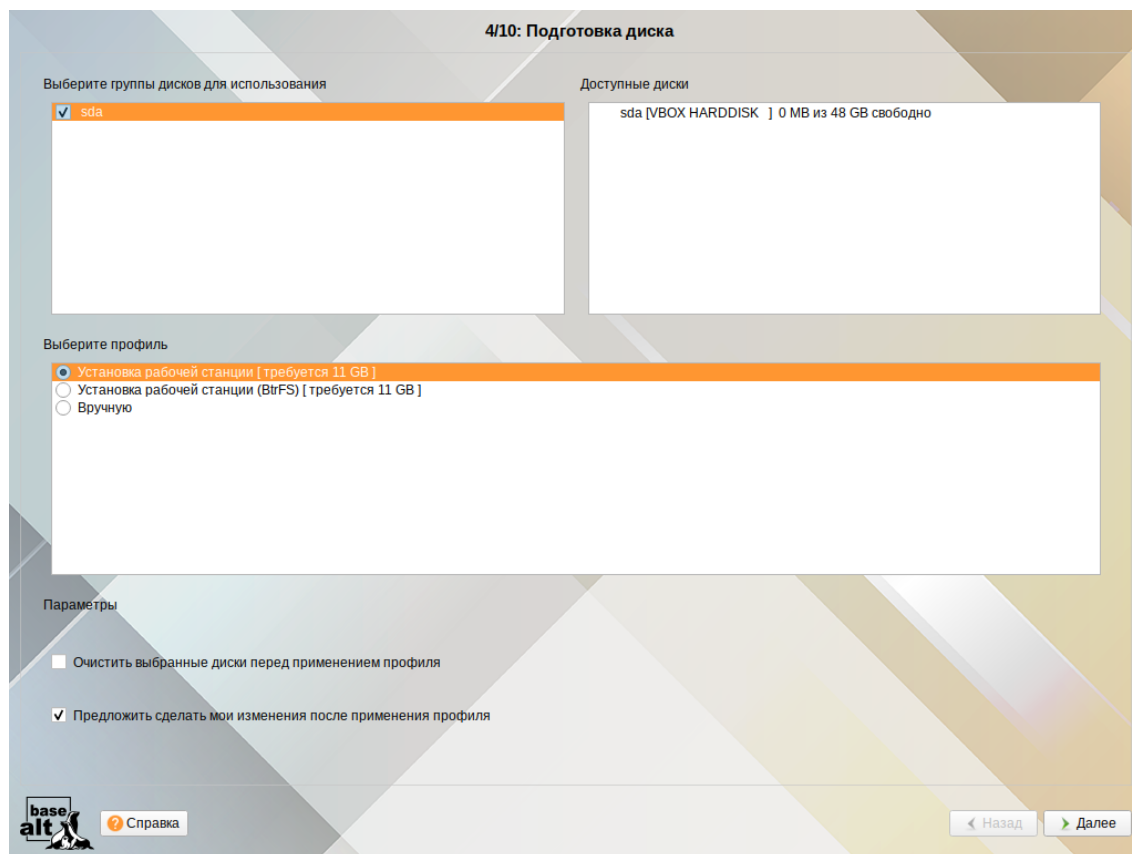 4/10: Подготовка диска
Выберите группы дисков для использования
Доступные диски
sda
sda [VBOX HARDDISK ] 0 MB из 48 GB свободно
Выберите профиль
Установка рабочей станции [ требуется 11 GB ]
Установка рабочей станции (BtrFS) [ требуется 11 GB ]
Вручную
Параметры
Очистить выбранные диски перед применением профиля
Предложить сделать мои изменения после применения профиля
base
alt
Справка
Назад
Далее